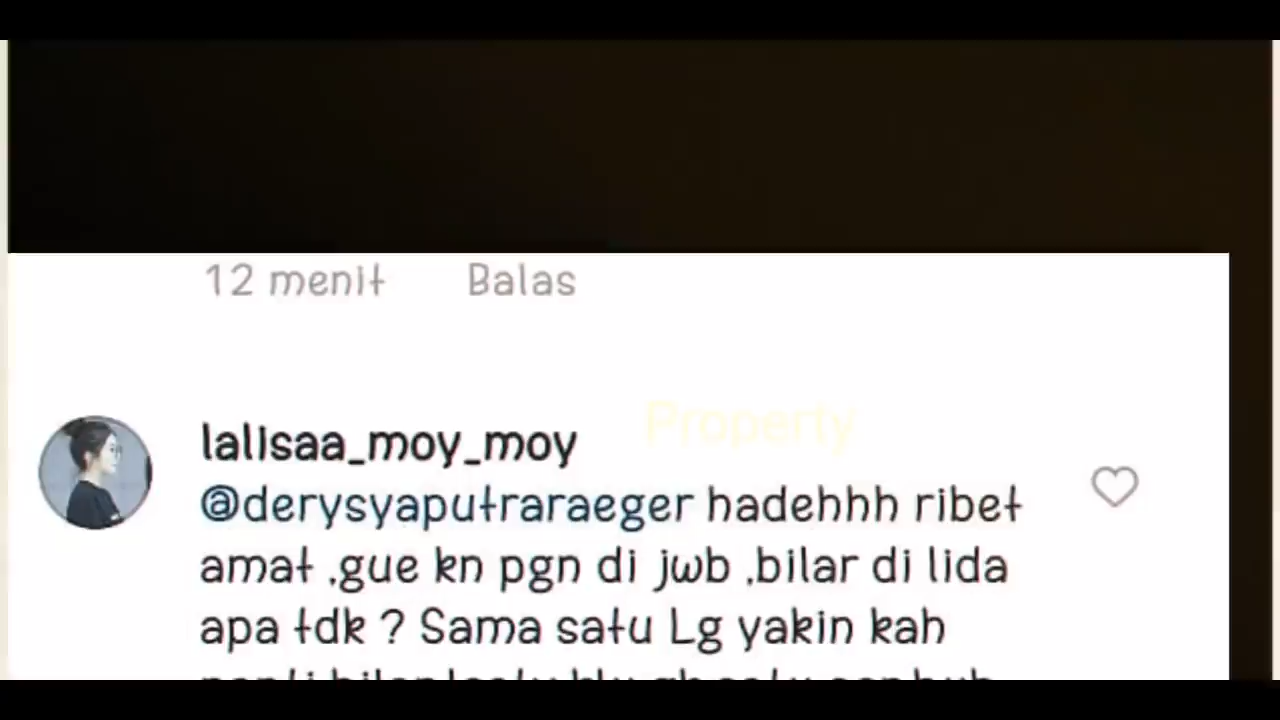 12 menit Balas
Property
lalisaa_moy_moy
@derysyaputraraeger hadehhh ribet
amat ,gue kn pgn di jwb ,bilar di lida
apa tdk ? Sama satu Lg yakin kah